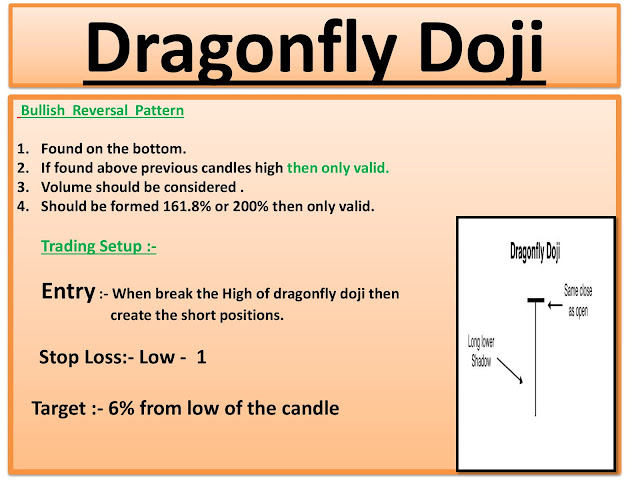 Dragonfly Doji
Bullish Reversal Pattern
1. Found on the bottom.
2. If found above previous candles high then only valid.
3. Volume should be considered .
4. Should be formed 161.8% or 200% then only valid.
Trading Setup :-
Entry :- When break the High of dragonfly doji then
create the short positions.
Stop Loss:- Low - 1
Target :- 6% from low of the candle
Dragonfly Doji
Same close
as open
Long lower
Shadow